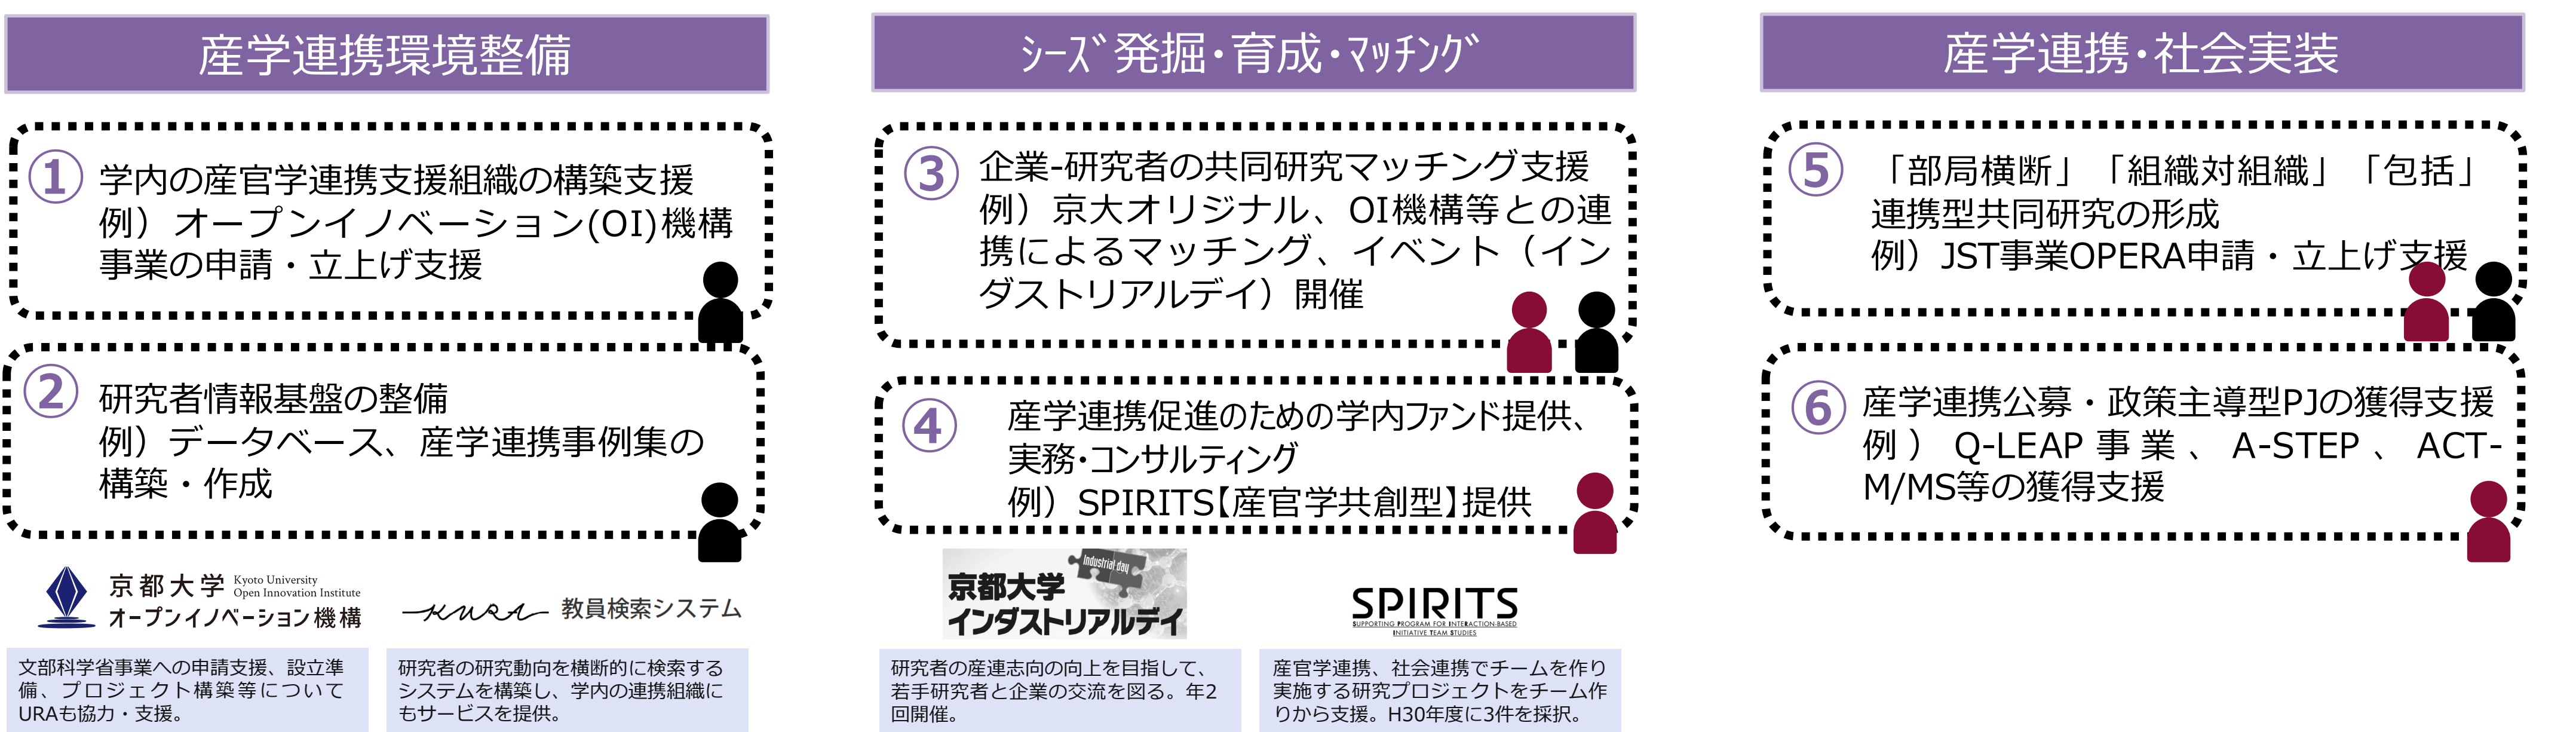 産学連携環境整備
①
学内の産官学連携支援組織の構築支援
例）オープンイノベーション(OI)機構
事業の申請・立上げ支援
②
研究者情報基盤の整備
例）データベース、産学連携事例集の
構築・作成
京都大学 Kyoto University
Open Innovation Institute
オープンイノベーション機構
KURA 教員検索システム
文部科学省事業への申請支援、設立準
備、プロジェクト構築等について
URAも協力・支援。
研究者の研究動向を横断的に検索する
システムを構築し、学内の連携組織に
もサービスを提供。
ｼｰｽﾞ発掘･育成･ﾏｯﾁﾝｸﾞ
③
企業-研究者の共同研究マッチング支援
例）京大オリジナル、OI機構等との連
携によるマッチング、イベント（イン
ダストリアルデイ）開催
④
産学連携促進のための学内ファンド提供、
実務･コンサルティング
例）SPIRITS【産官学共創型】提供
Industrial day
京都大学
インダストリアルデイ
SPIRITS
SUPPORTING PROGRAM FOR INTERACTION-BASED
INITIATIVE TEAM STUDIES
研究者の産連志向の向上を目指して、
若手研究者と企業の交流を図る。年2
回開催。
産官学連携、社会連携でチームを作り
実施する研究プロジェクトをチーム作
りから支援。H30年度に3件を採択。
産学連携･社会実装
⑤
「部局横断」「組織対組織」「包括」
連携型共同研究の形成
例）JST事業OPERA申請・立上げ支援
⑥
産学連携公募・政策主導型PJの獲得支援
例）Q-LEAP事業、A-STEP、ACT-
M/MS等の獲得支援